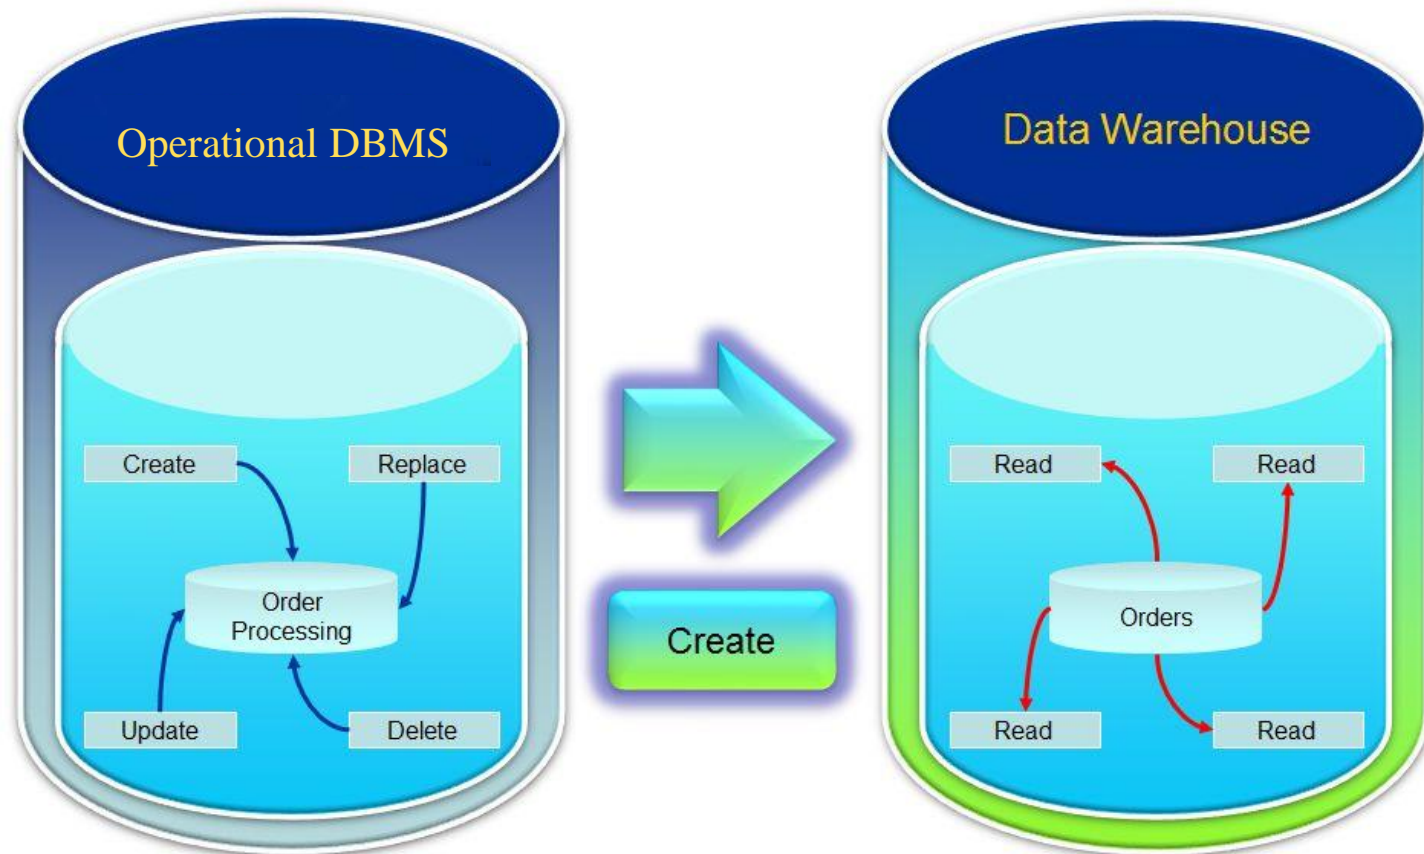 Operational DBMS
Data Warehouse
Create
Replace
Order
Processing
Update
Delete
Create
Read
Read
Orders
Read
Read